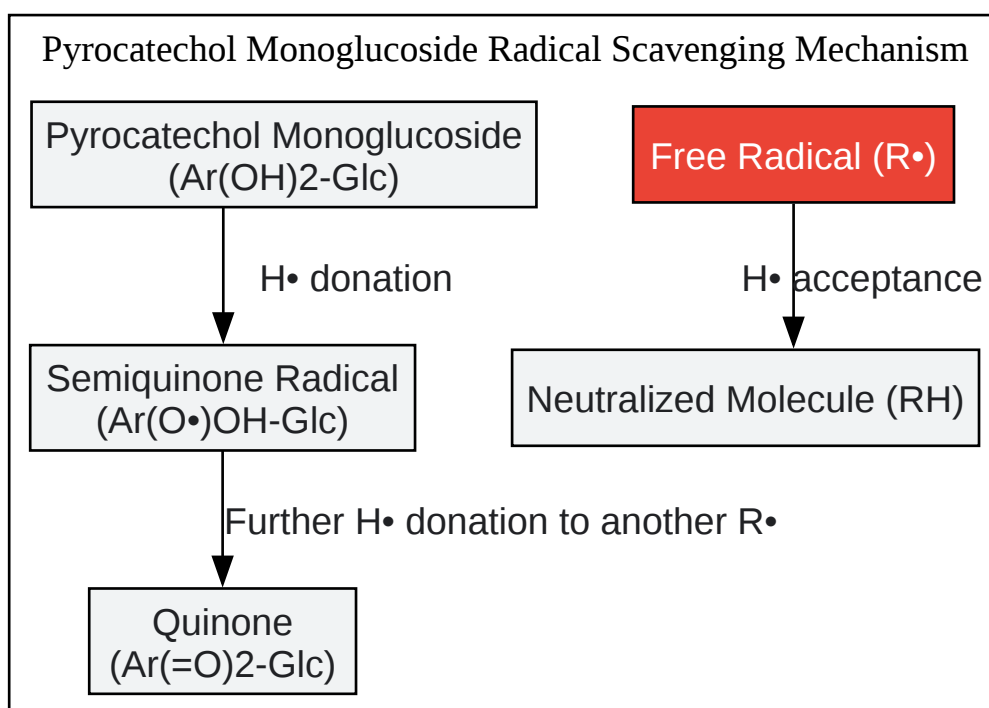 Pyrocatechol Monoglucoside Radical Scavenging Mechanism
Pyrocatechol Monoglucoside
(Ar(OH)2-Glc)
Free Radical (R•)
H• donation
H• acceptance
Semiquinone Radical
(Ar(O•)OH-Glc)
Neutralized Molecule (RH)
Further H• donation to another R•
Quinone
(Ar(=O)2-Glc)